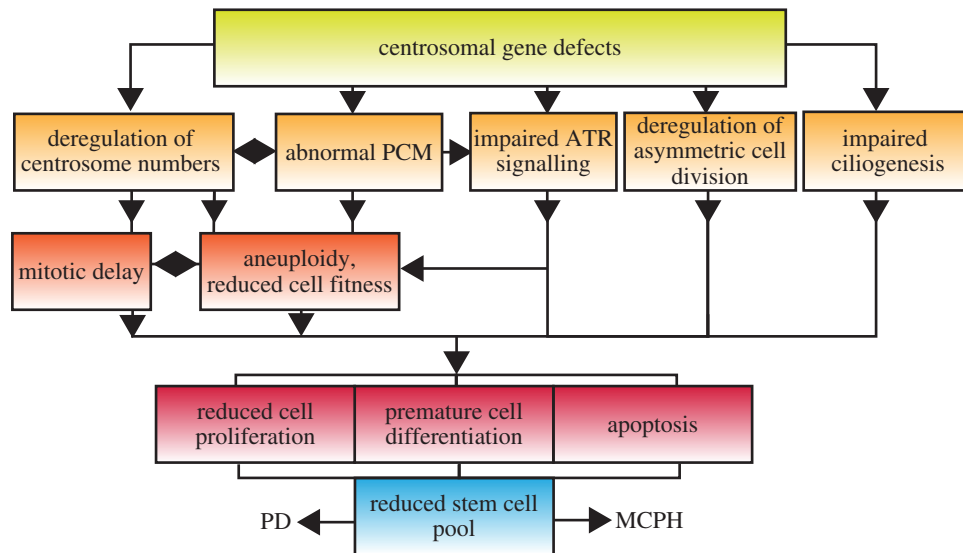 centrosomal gene defects
deregulation of
centrosome numbers
abnormal PCM
impaired ATR
signalling
deregulation of
asymmetric cell
division
impaired
ciliogenesis
mitotic delay
aneuploidy,
reduced cell fitness
reduced cell
proliferation
premature cell
differentiation
apoptosis
PD
reduced stem cell
pool
MCPH